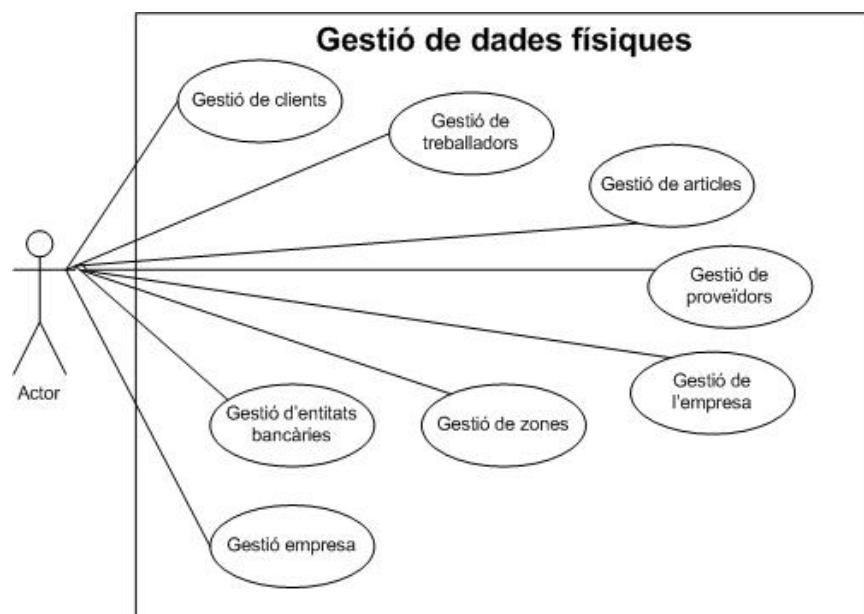 Gestió de dades físiques
Gestió de clients
Gestió de
treballadors
Gestió de articles
Gestió de
proveïdors
Gestió de
l'empresa
Actor
Gestió d'entitats
bancàries
Gestió de zones
Gestió empresa